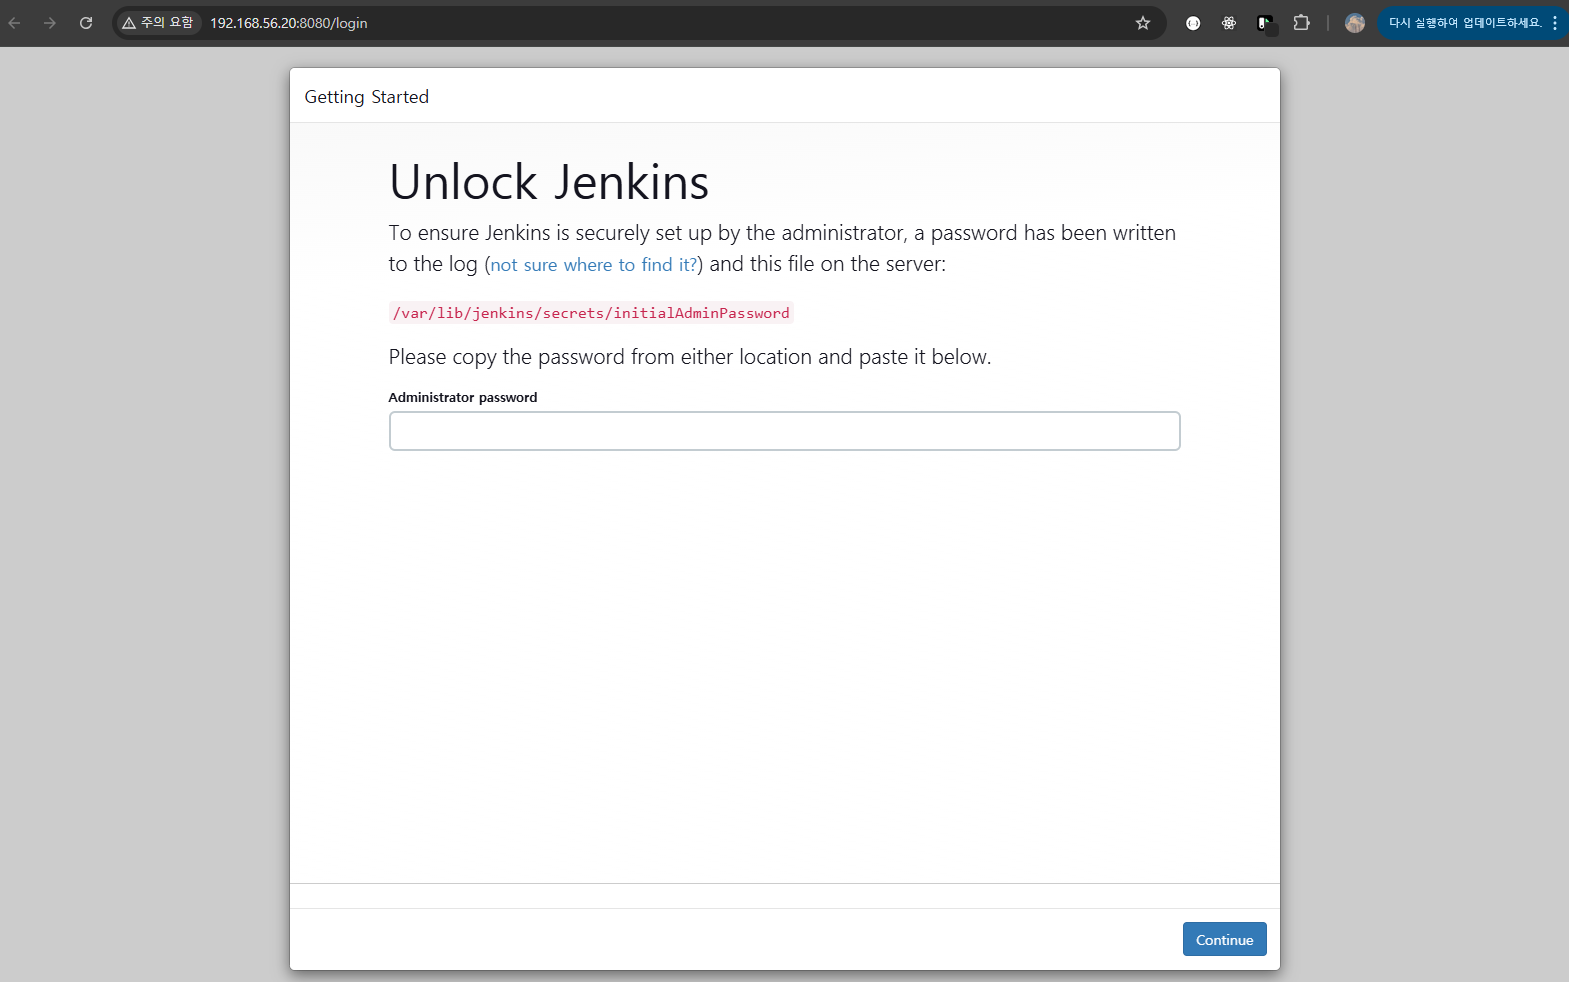 주의 요함
192.168.56.20:8080/login
다시 실행하여 업데이트하세요.
Getting Started
Unlock Jenkins
To ensure Jenkins is securely set up by the administrator, a password has been written
to the log (not sure where to find it?) and this file on the server:
/var/lib/jenkins/secrets/initialAdminPassword
Please copy the password from either location and paste it below.
Administrator password
Continue